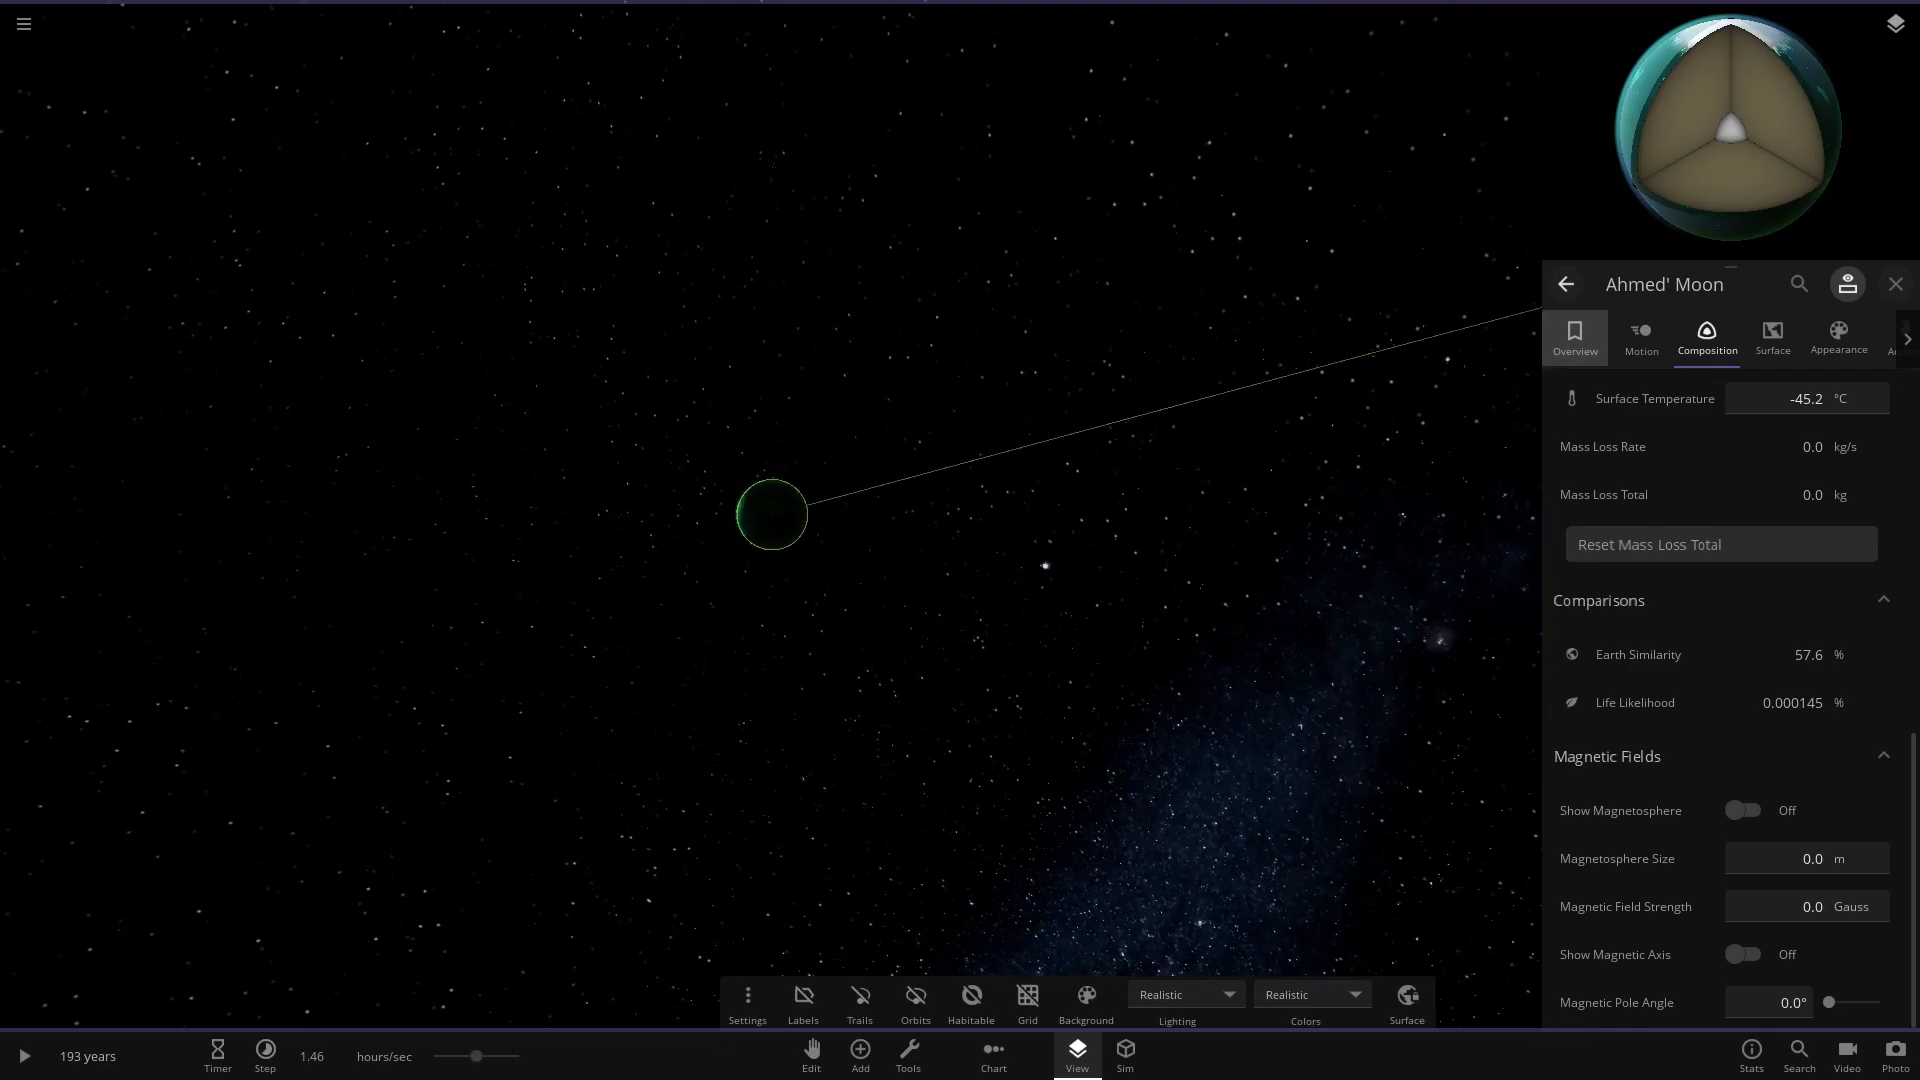 Ahmed' Moon
Overview
Motion
Composition
Surface
Appearance
Surface Temperature -45.2 °C
Mass Loss Rate 0.0 kg/s
Mass Loss Total 0.0 kg
Reset Mass Loss Total
Comparisons
Earth Similarity 57.6 %
Life Likelihood 0.000145 %
Magnetic Fields
Show Magnetosphere Off
Magnetosphere Size 0.0 m
Magnetic Field Strength 0.0 Gauss
Show Magnetic Axis Off
Magnetic Pole Angle 0.0°
Settings
Labels
Trails
Orbits
Habitable
Grid
Background
Realistic
Lighting
Realistic
Colors
Surface
193 years
Timer
Step
1.46 hours/sec
Edit
Add
Tools
Chart
View
Sim
Stats
Search
Video
Photo